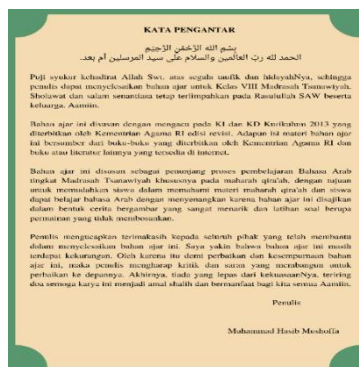 KATA PENGANTAR
بسم الله الرّحمن الرّحيم
الحمد لله ربّ العالمين والسلام على سيد المرسلين أم بعد.
Puji syukur kehadirat Allah Swt. atas segala taufik dan hidayahNya, sehingga
penulis dapat menyelesaikan bahan ajar untuk Kelas VIII Madrasah Tsanawiyah.
Sholawat dan salam senantiasa tetap terlimpahkan pada Rasulullah SAW beserta
keluarga. Aamiin.
Bahan ajar ini disusun dengan mengacu pada KI dan KD Kurikulum 2013 yang
diterbitkan oleh Kementrian Agama RI edisi revisi. Adapun isi materi bahan ajar
ini bersumber dari buku-buku yang diterbitkan oleh Kementrian Agama RI dan
buku atau literatur lainnya yang tersedia di internet.
Bahan ajar ini disusun sebagai penunjang proses pembelajaran Bahasa Arab
tingkat Madrasah Tsanawiyah khususnya pada maharah qira'ah, dengan tujuan
untuk memudahkan siswa dalam memahami materi maharah qira'ah dan siswa
dapat belajar bahasa Arab dengan menyenangkan karena bahan ajar ini disajikan
dalam bentuk cerita bergambar yang sangat menarik dan latihan soal berupa
permainan yang tidak membosankan.
Penulis mengucapkan terimakasih kepada seluruh pihak yang telah membantu
dalam menyelesaikan bahan ajar ini. Saya yakin bahwa bahan ajar ini masih
terdapat kekurangan. Oleh karena itu demi perbaikan dan kesempurnaan bahan
ajar ini, maka penulis mengharap kritik dan saran yang membangun untuk
perbaikan ke depannya. Akhirnya, tiada yang lepas dari kekuasaanNya, teriring
doa semoga karya ini menjadi amal shalih dan bermanfaat bagi kita semua Aamiin.
Penulis
Muhammad Hasib Meshoffa